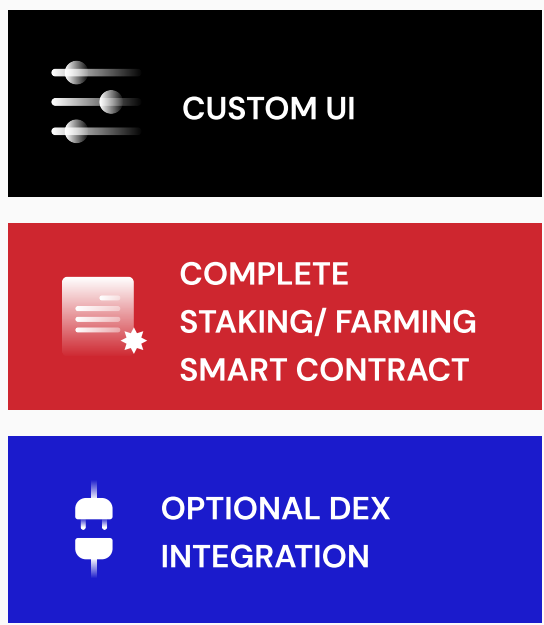 CUSTOM UI
COMPLETE
STAKING/ FARMING
SMART CONTRACT
OPTIONAL DEX
INTEGRATION